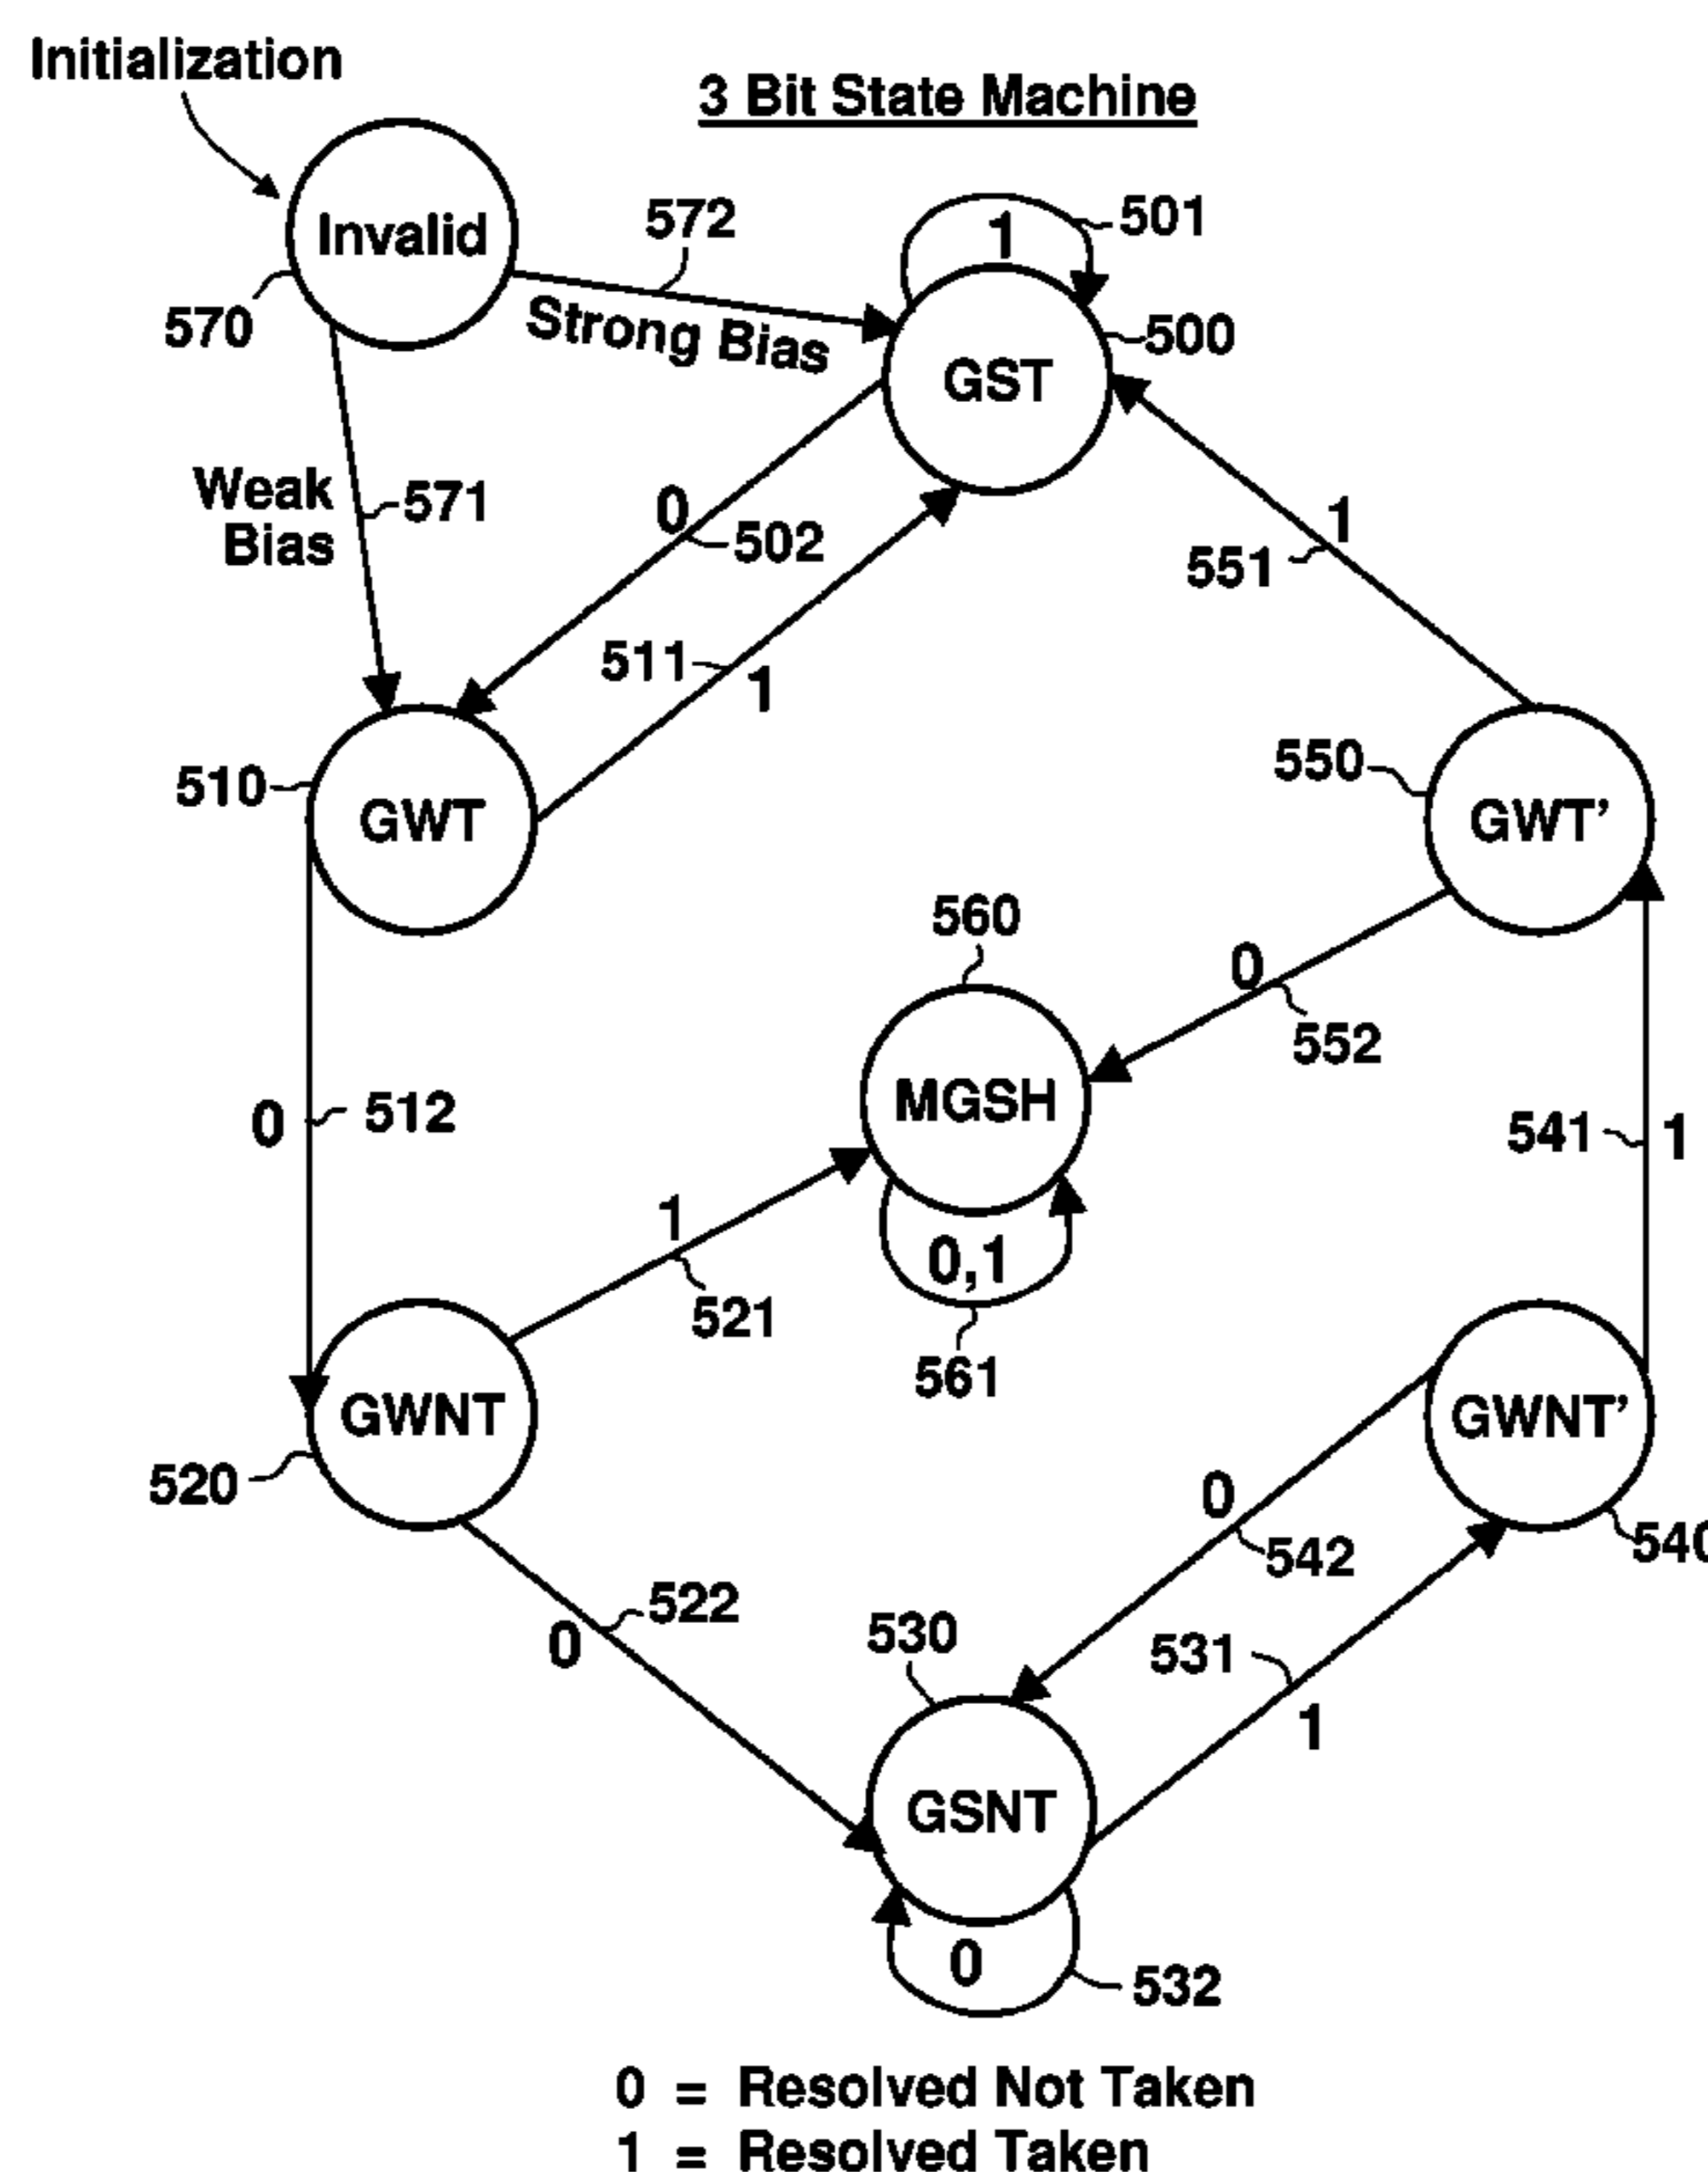 Initialization
3 Bit State Machine
Invalid
572
501
1
570
Strong Bias
500
GST
Weak
Bias
571
0
502
1
551
511
1
510
GWT
550
GWT’
560
0
552
MGSH
0
512
541
1
1
521
0,1
561
GWNT
GWNT’
520
0
542
540
522
0
530
531
1
GSNT
0
532
0 = Resolved Not Taken
1 = Resolved Taken